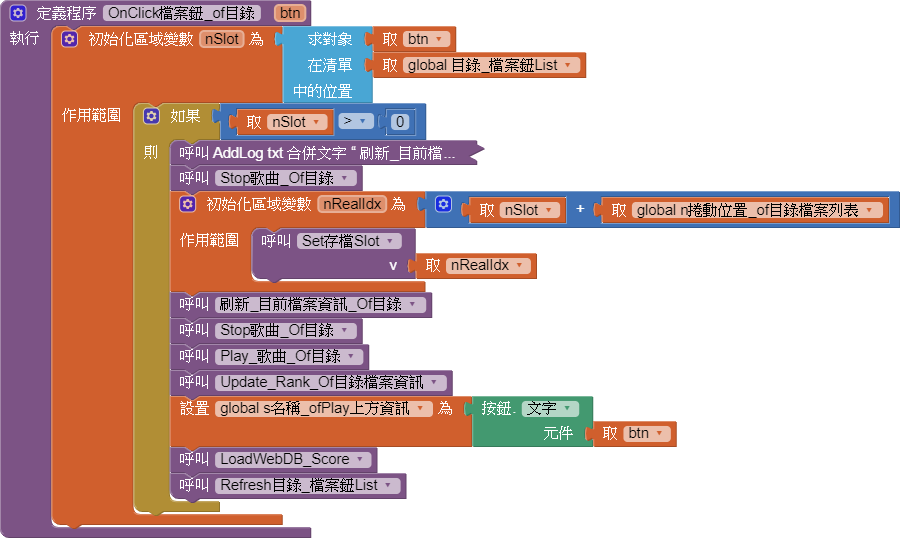 定義程序 OnClick檔案鈕_of目錄 btn
執行 初始化區域變數 nSlot 為 求對象 取 btn
在清單 取 global 目錄_檔案鈕List
中的位置
作用範圍 如果 取 nSlot > 0
則 呼叫 AddLog txt 合併文字 “ 刷新_目前檔...
呼叫 Stop歌曲_Of目錄
初始化區域變數 nRealIdx 為 取 nSlot + 取 global n捲動位置_of目錄檔案列表
作用範圍 呼叫 Set存檔Slot
v 取 nRealIdx
呼叫 刷新_目前檔案資訊_Of目錄
呼叫 Stop歌曲_Of目錄
呼叫 Play_歌曲_Of目錄
呼叫 Update_Rank_Of目錄檔案資訊
設置 global s名稱_ofPlay上方資訊 為 按鈕. 文字
元件 取 btn
呼叫 LoadWebDB_Score
呼叫 Refresh目錄_檔案鈕List